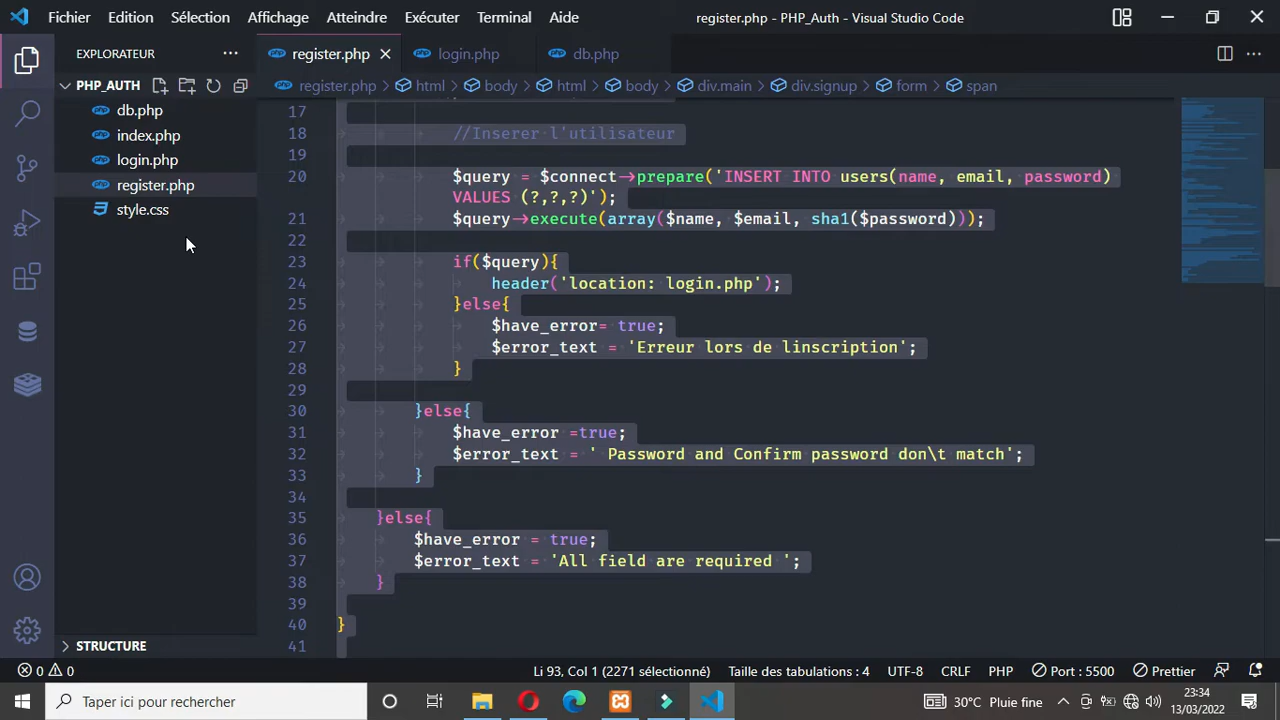 Fichier Edition Sélection Affichage Atteindre Exécuter Terminal Aide register.php - PHP_Auth - Visual Studio Code
EXPLORATEUR
PHP_AUTH
db.php
index.php
login.php
register.php
style.css
STRUCTURE
register.php login.php db.php
register.php > html > body > html > body > div.main > div.signup > form > span
17
18 //Inserer l'utilisateur
19
20 $query = $connect->prepare('INSERT INTO users(name, email, password)
VALUES (?,?,?)');
21 $query->execute(array($name, $email, sha1($password)));
22
23 if($query){
24 header('location: login.php');
25 }else{
26 $have_error= true;
27 $error_text = 'Erreur lors de linscription';
28 }
29
30 }else{
31 $have_error =true;
32 $error_text = ' Password and Confirm password don\t match';
33 }
34
35 }else{
36 $have_error = true;
37 $error_text = 'All field are required ';
38 }
39
40 }
41
0 0 Li 93, Col 1 (2271 sélectionné) Taille des tabulations : 4 UTF-8 CRLF PHP Port : 5500 Prettier
Taper ici pour rechercher
30°C Pluie fine
23:34
13/03/2022